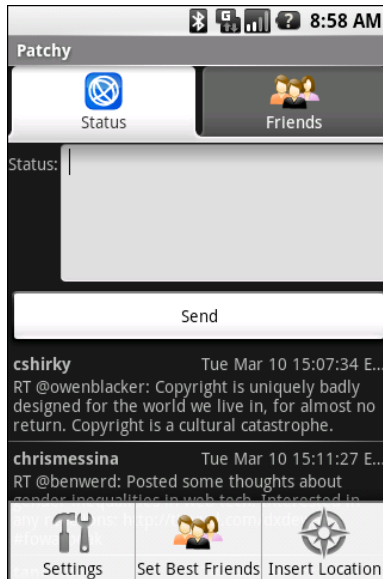 8:58 AM
Patchy
Status
Friends
Status:
Send
cshirky Tue Mar 10 15:07:34 E...
RT @owenblacker: Copyright is uniquely badly
designed for the world we live in, for almost no
return. Copyright is a cultural catastrophe.
chrismessina Tue Mar 10 15:11:27 E...
RT @benwerd: Posted some thoughts about
gender inequalities in web tech. Interested in
any
Settings
Set Best Friends
Insert Location